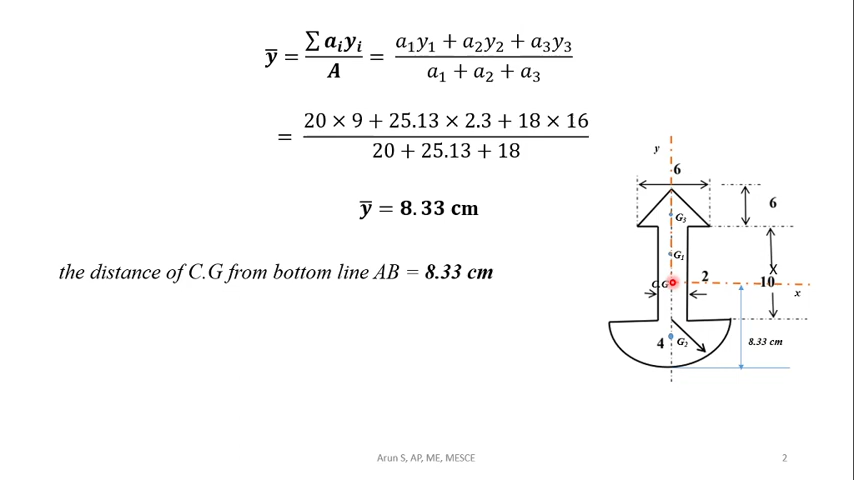 ȳ = ∑ aᵢyᵢ / A = a₁y₁ + a₂y₂ + a₃y₃ / a₁ + a₂ + a₃
= 20 × 9 + 25.13 × 2.3 + 18 × 16 / 20 + 25.13 + 18
ȳ = 8.33 cm
the distance of C.G from bottom line AB = 8.33 cm
y
6
6
G₃
G₁
C.G
2
X
10
x
4
G₂
8.33 cm
Arun S, AP, ME, MESCE
2